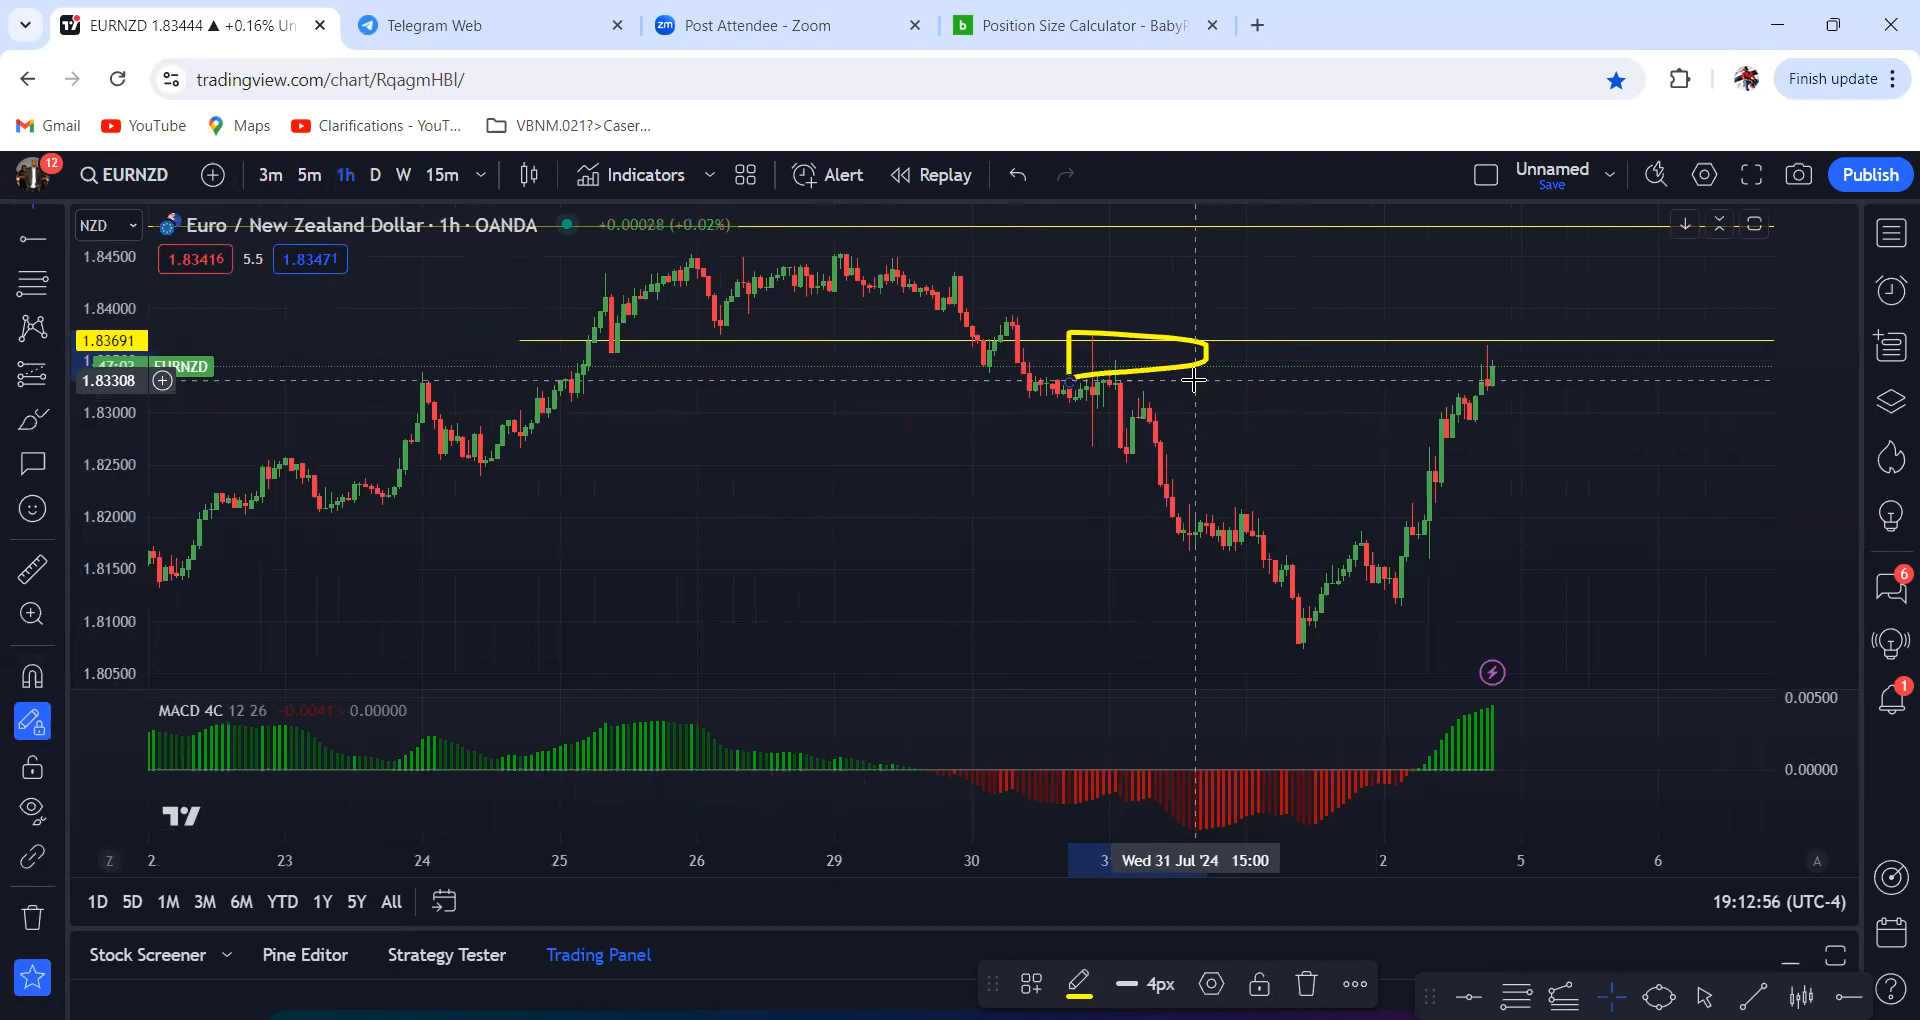 EURNZD 1.83444 ▲ +0.16% Un
Telegram Web
Post Attendee - Zoom
Position Size Calculator - BabyP
tradingview.com/chart/RqagmHBl/
Finish update
Gmail
YouTube
Maps
Clarifications - YouT...
VBNM.021?>Caser...
12
EURNZD
3m
5m
1h
D
W
15m
Indicators
Alert
Replay
Unnamed
Save
Publish
NZD
Euro / New Zealand Dollar · 1h · OANDA
+0.00028 (+0.02%)
1.83416
5.5
1.83471
1.84500
1.84000
1.83691
47:03
EURNZD
1.83308
1.83000
1.82500
1.82000
1.81500
1.81000
1.80500
6
1
MACD 4C 12 26
0.00000
0.00500
0.00000
Z
2
23
24
25
26
29
30
Wed 31 Jul '24 15:00
2
5
6
A
1D
5D
1M
3M
6M
YTD
1Y
5Y
All
19:12:56 (UTC-4)
Stock Screener
Pine Editor
Strategy Tester
Trading Panel
4px